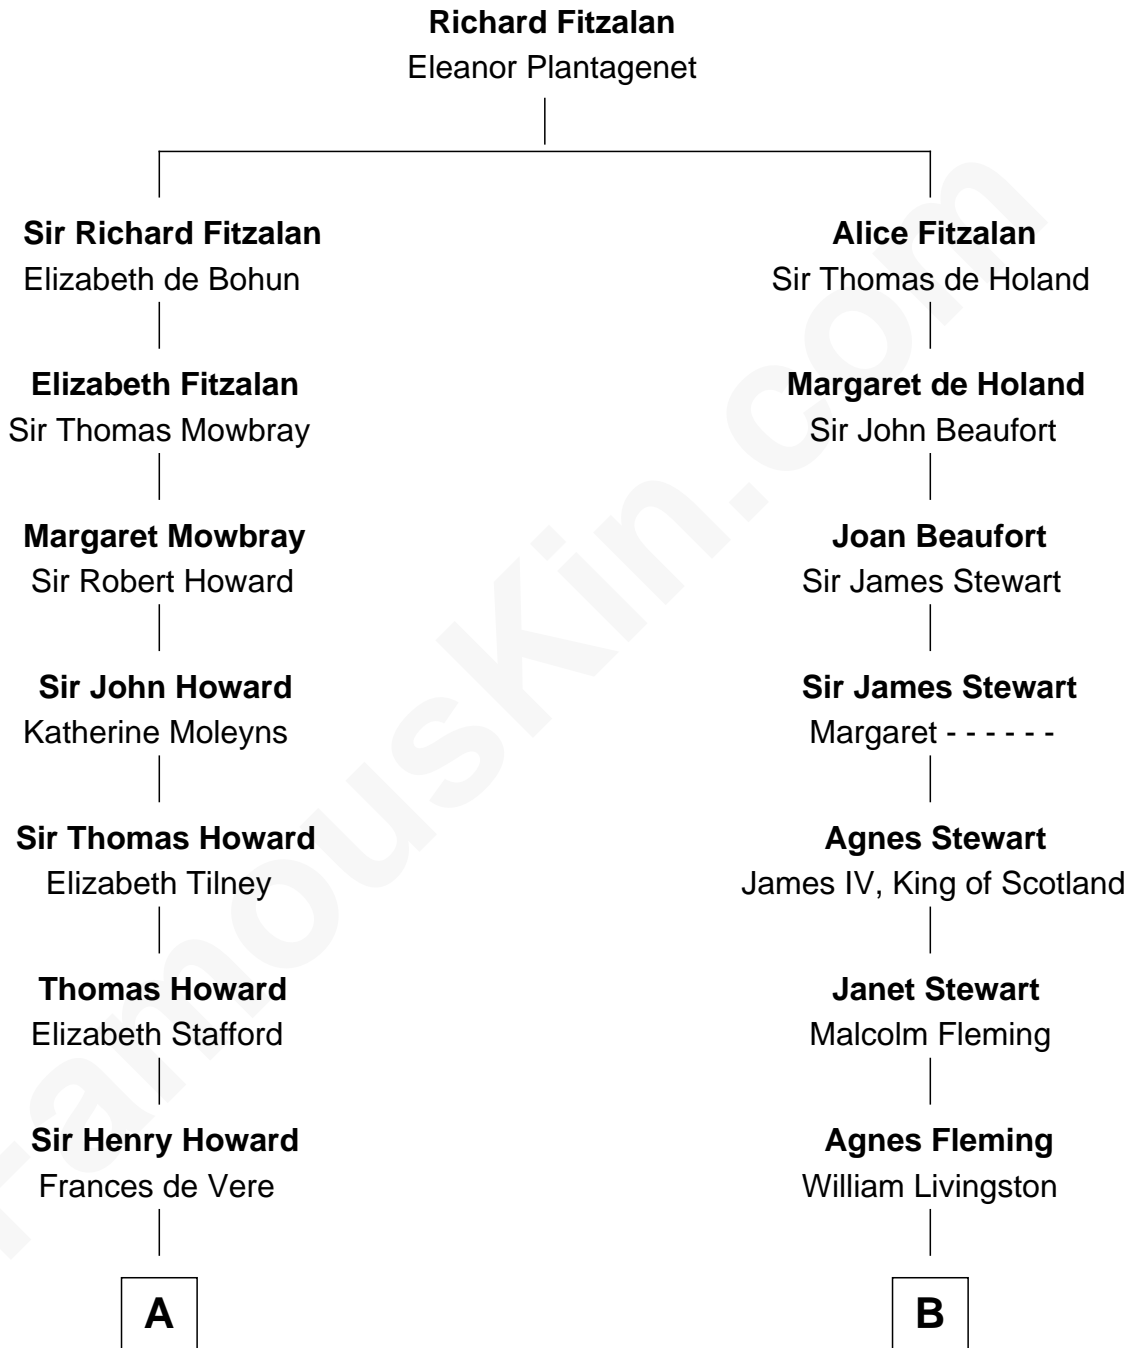 Richard Fitzalan
Eleanor Plantagenet
Sir Richard Fitzalan
Elizabeth de Bohun
Elizabeth Fitzalan
Sir Thomas Mowbray
Margaret Mowbray
Sir Robert Howard
Sir John Howard
Katherine Moleyns
Sir Thomas Howard
Elizabeth Tilney
Thomas Howard
Elizabeth Stafford
Sir Henry Howard
Frances de Vere
A
Alice Fitzalan
Sir Thomas de Holand
Margaret de Holand
Sir John Beaufort
Joan Beaufort
Sir James Stewart
Sir James Stewart
Margaret - - - - - -
Agnes Stewart
James IV, King of Scotland
Janet Stewart
Malcolm Fleming
Agnes Fleming
William Livingston
B
FamousKin.com